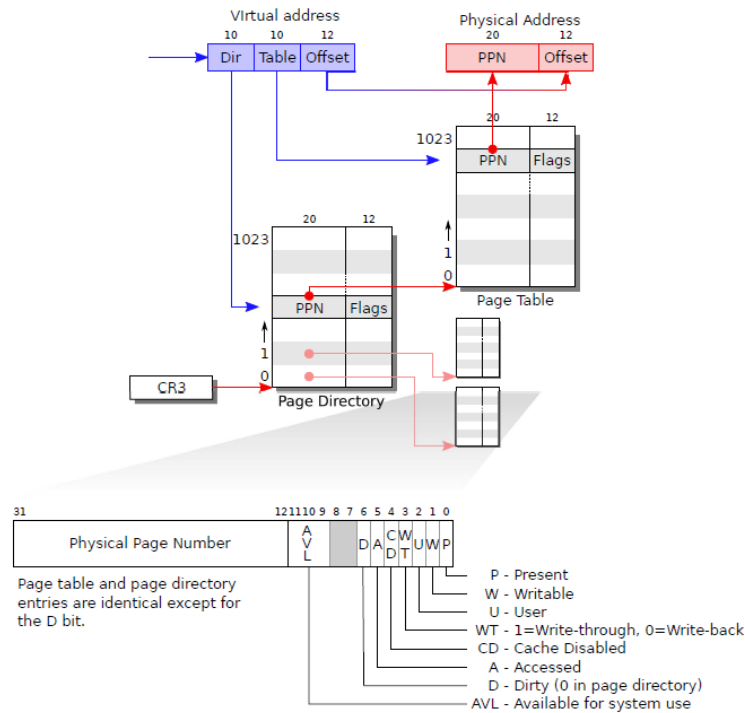 VIrtual address
Physical Address
10 10 12
20 12
Dir Table Offset
PPN Offset
20 12
1023
PPN Flags
1
0
Page Table
20 12
1023
PPN Flags
1
0
CR3
Page Directory
31 12 11 10 9 8 7 6 5 4 3 2 1 0
Physical Page Number
AVL
D A CD WT U W P
Page table and page directory
entries are identical except for
the D bit.
P - Present
W - Writable
U - User
WT - 1=Write-through, 0=Write-back
CD - Cache Disabled
A - Accessed
D - Dirty (0 in page directory)
AVL - Available for system use